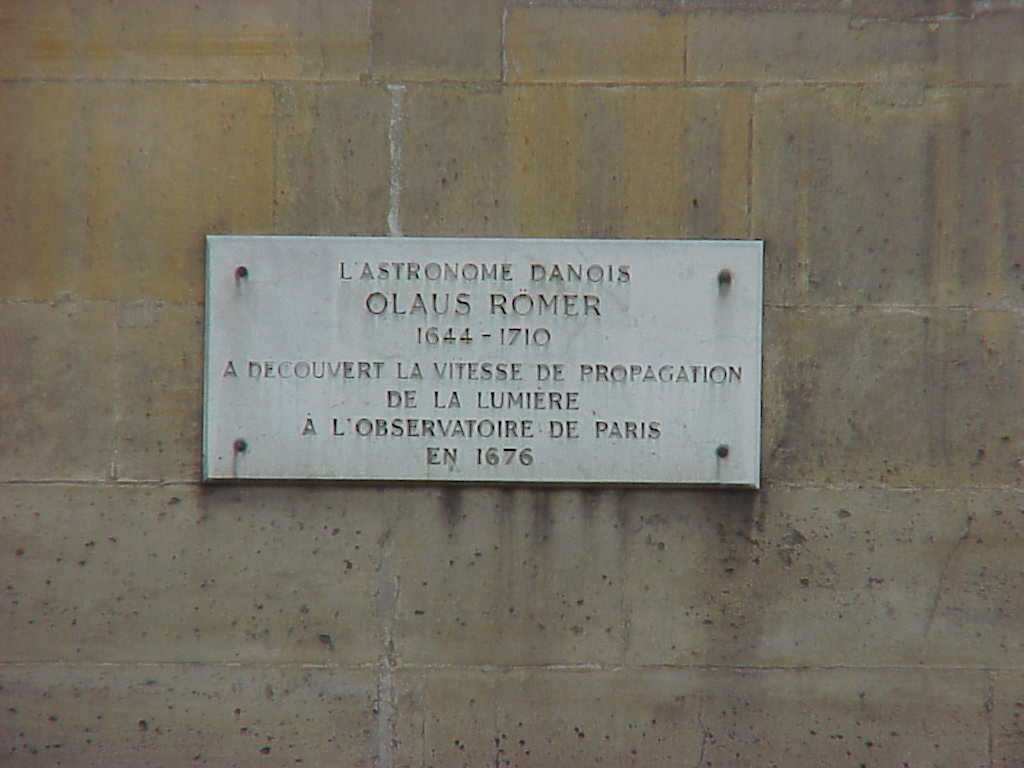 L'ASTRONOME DANOIS
OLAUS RÖMER
1644 - 1710
A DECOUVERT LA VITESSE DE PROPAGATION
DE LA LUMIÈRE
À L'OBSERVATOIRE DE PARIS
EN 1676